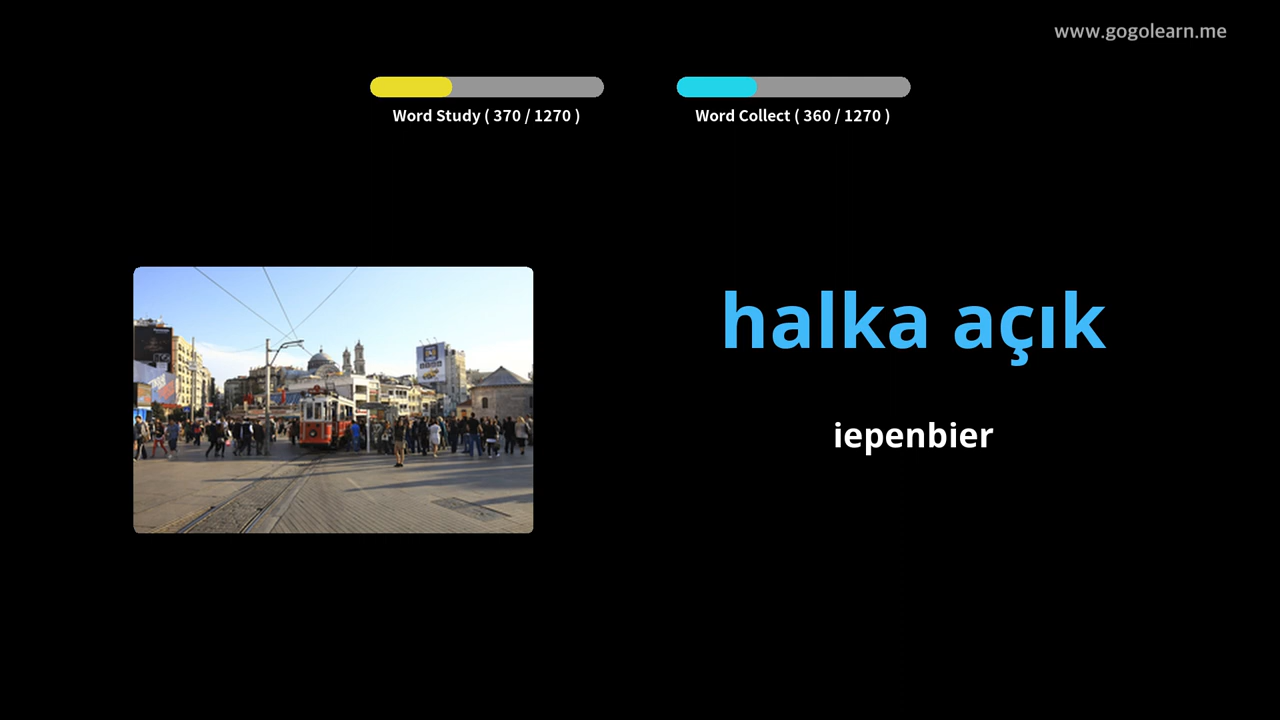 www.gogolearn.me
Word Study ( 370 / 1270 )
Word Collect ( 360 / 1270 )
halka açık
iepenbier